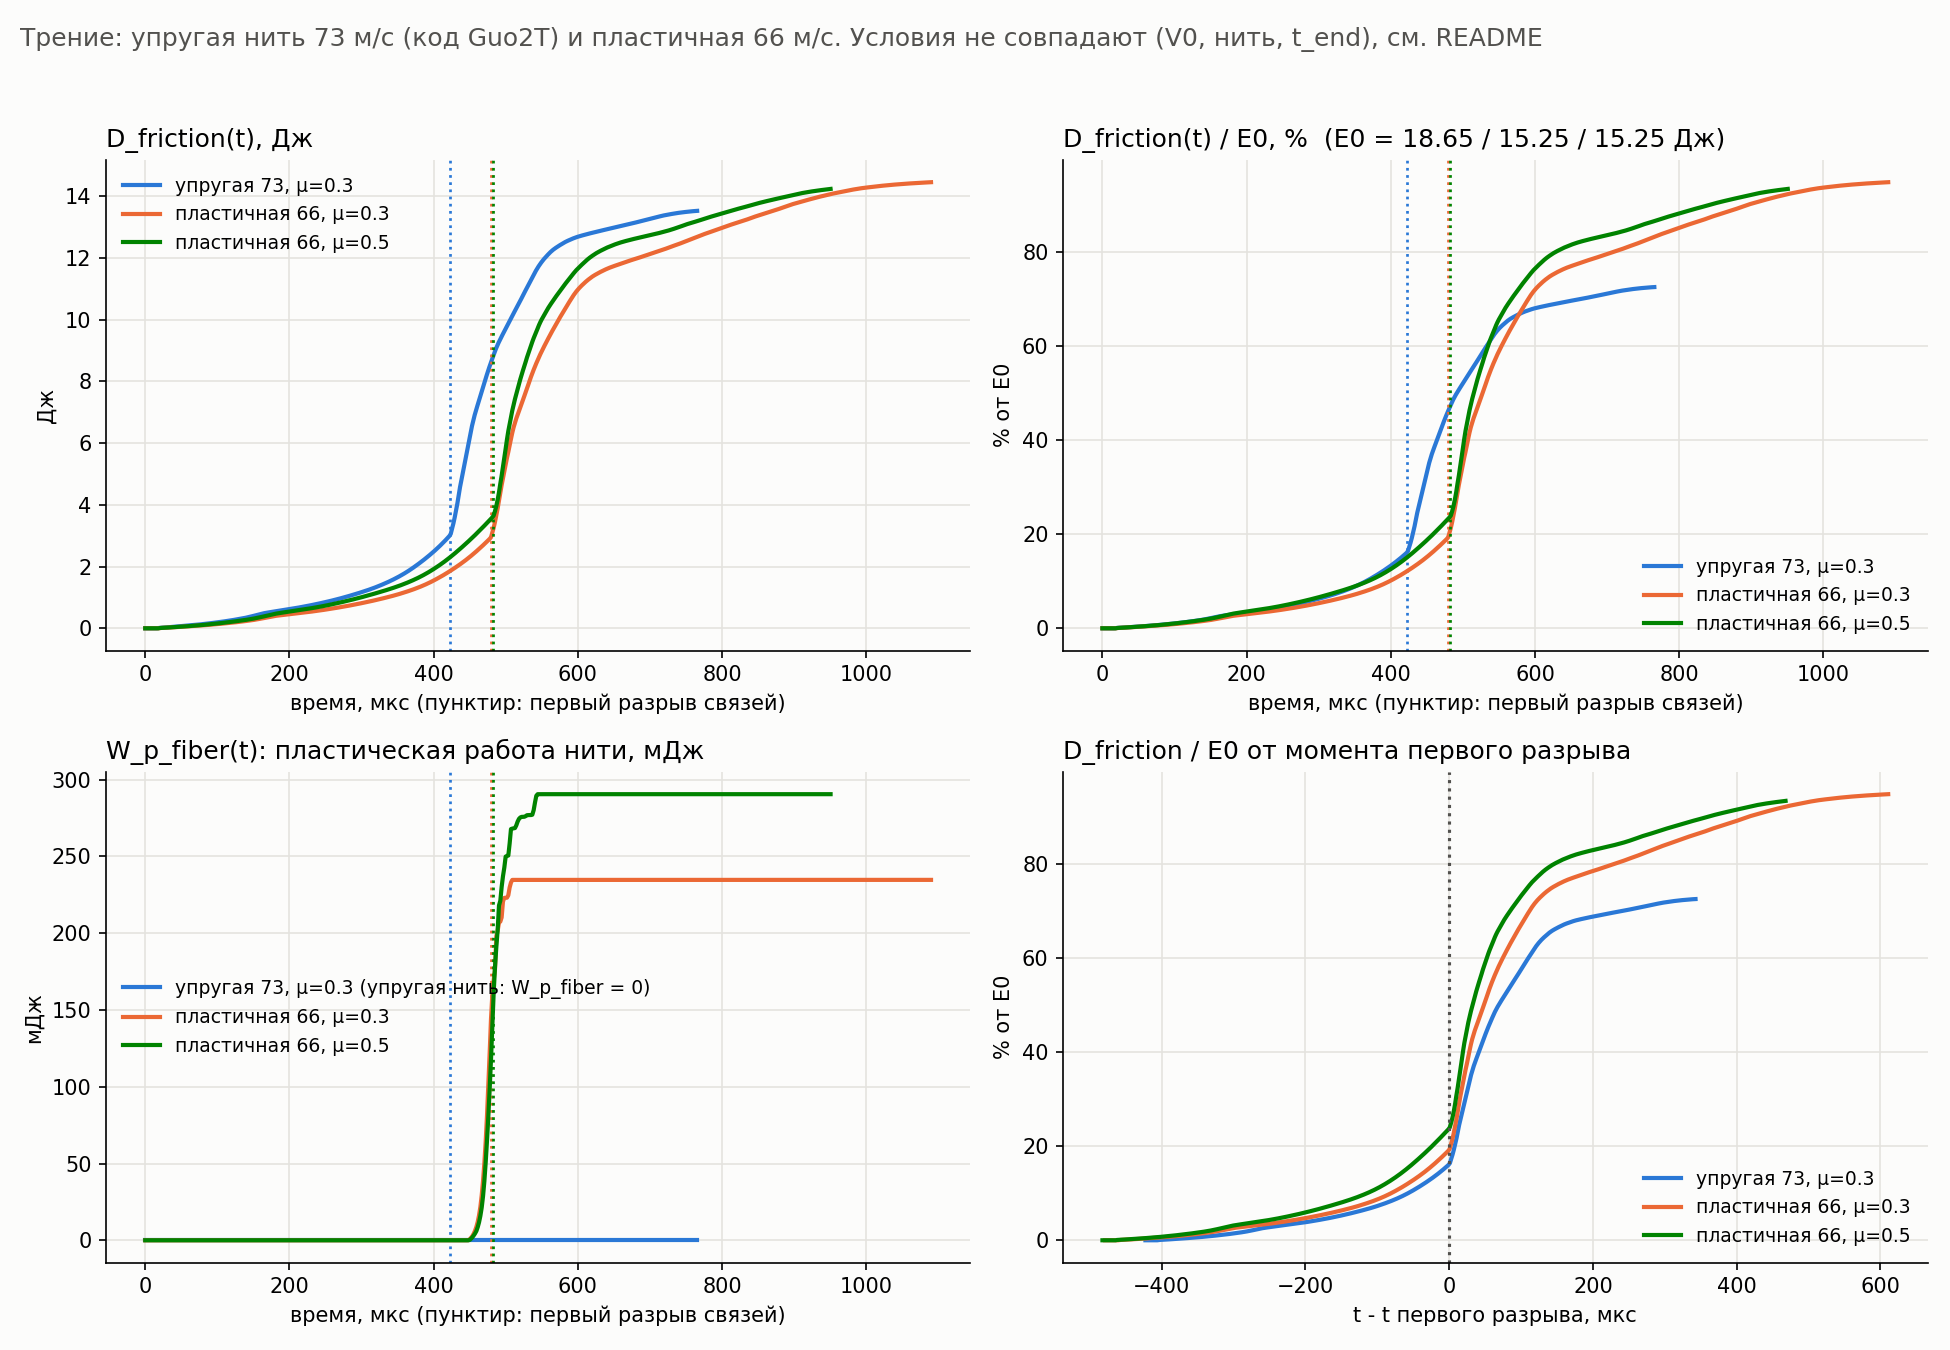 Трение: упругая нить 73 м/с (код Guo2T) и пластичная 66 м/с. Условия не совпадают (V0, нить, t_end), см. README
D_friction(t), Дж
Дж
14
12
10
8
6
4
2
0
упругая 73, μ=0.3
пластичная 66, μ=0.3
пластичная 66, μ=0.5
0 200 400 600 800 1000
время, мкс (пунктир: первый разрыв связей)
D_friction(t) / E0, %  (E0 = 18.65 / 15.25 / 15.25 Дж)
% от E0
80
60
40
20
0
упругая 73, μ=0.3
пластичная 66, μ=0.3
пластичная 66, μ=0.5
0 200 400 600 800 1000
время, мкс (пунктир: первый разрыв связей)
W_p_fiber(t): пластическая работа нити, мДж
мДж
300
250
200
150
100
50
0
упругая 73, μ=0.3 (упругая нить: W_p_fiber = 0)
пластичная 66, μ=0.3
пластичная 66, μ=0.5
0 200 400 600 800 1000
время, мкс (пунктир: первый разрыв связей)
D_friction / E0 от момента первого разрыва
% от E0
80
60
40
20
0
упругая 73, μ=0.3
пластичная 66, μ=0.3
пластичная 66, μ=0.5
−400 −200 0 200 400 600
t - t первого разрыва, мкс